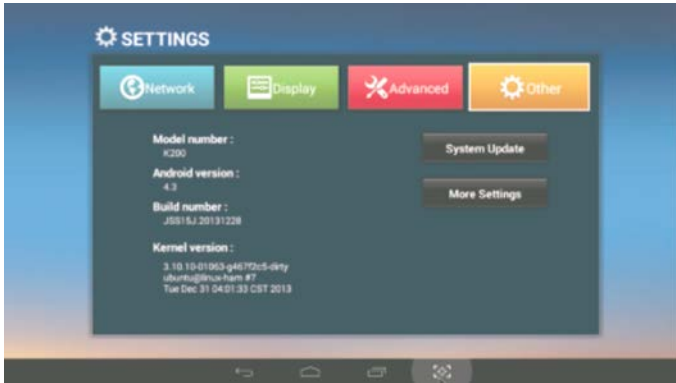 SETTINGS
Network
Display
Advanced
Other
Model number :
K200
System Update
Android version :
4.3
More Settings
Build number :
JSS15J.20131228
Kernel version :
3.10.10-01063-g467f2c5-dirty
ubuntu@linux-ham #7
Tue Dec 31 04:01:33 CST 2013